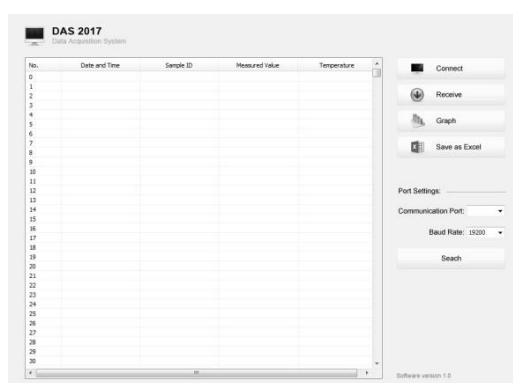 DAS 2017
Data Acquisition System
No. Date and Time Sample ID Measured Value Temperature
0
1
2
3
4
5
6
7
8
9
10
11
12
13
14
15
16
17
18
19
20
21
22
23
24
25
26
27
28
29
30
Connect
Receive
Graph
Save as Excel
Port Settings:
Communication Port:
Baud Rate: 19200
Seach
Software version 1.0